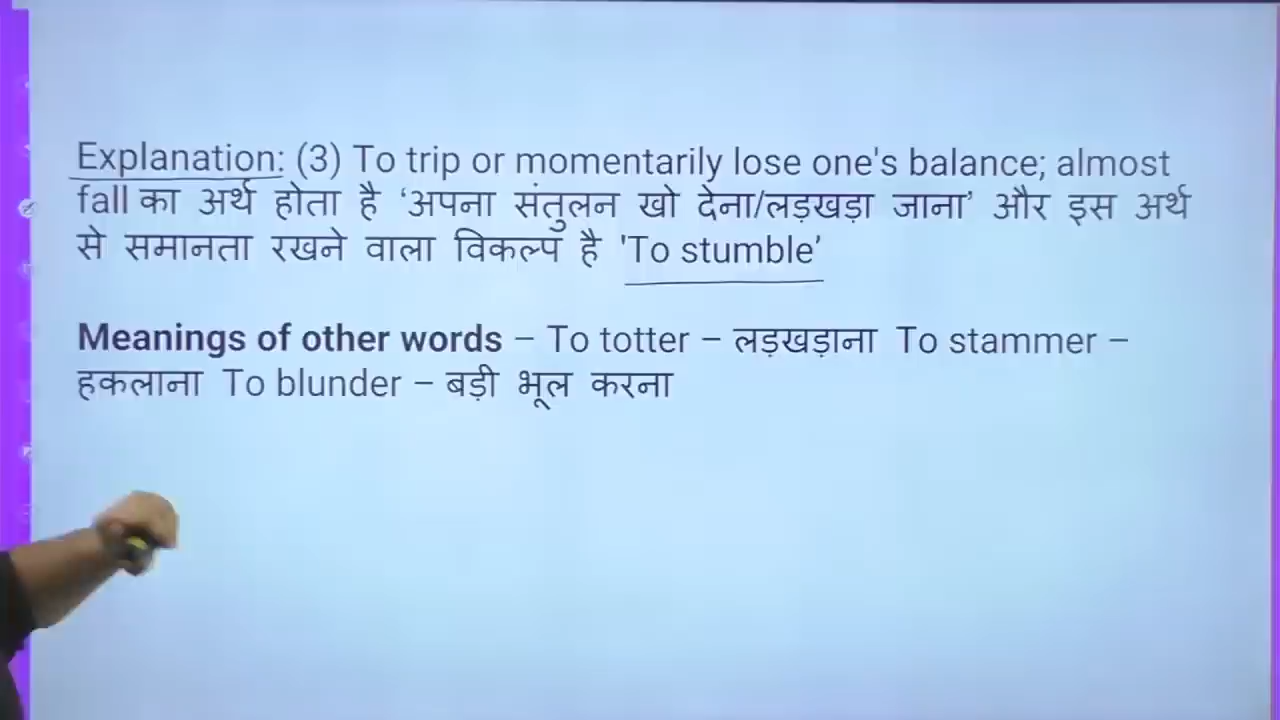 Explanation: (3) To trip or momentarily lose one's balance; almost
fall का अर्थ होता है ‘अपना संतुलन खो देना/लड़खड़ा जाना’ और इस अर्थ
से समानता रखने वाला विकल्प है 'To stumble’
Meanings of other words – To totter – लड़खड़ाना To stammer –
हकलाना To blunder – बड़ी भूल करना